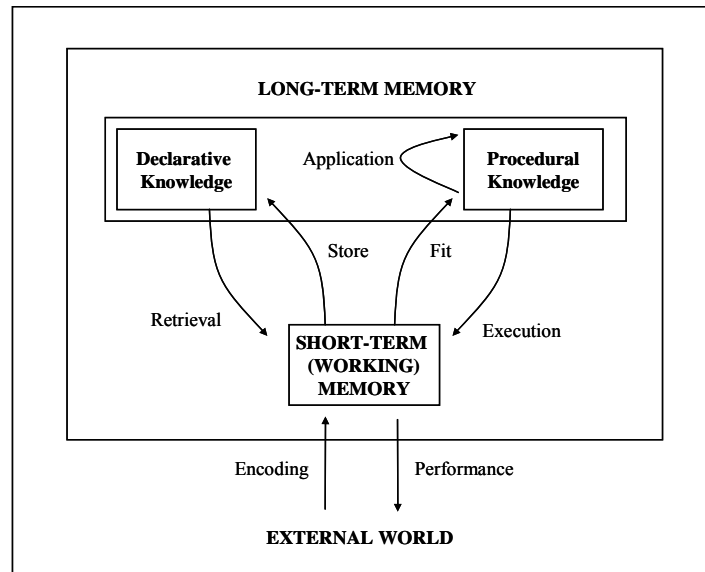 LONG-TERM MEMORY
Declarative
Knowledge
Application
Procedural
Knowledge
Store
Fit
Retrieval
Execution
SHORT-TERM
(WORKING)
MEMORY
Encoding
Performance
EXTERNAL WORLD